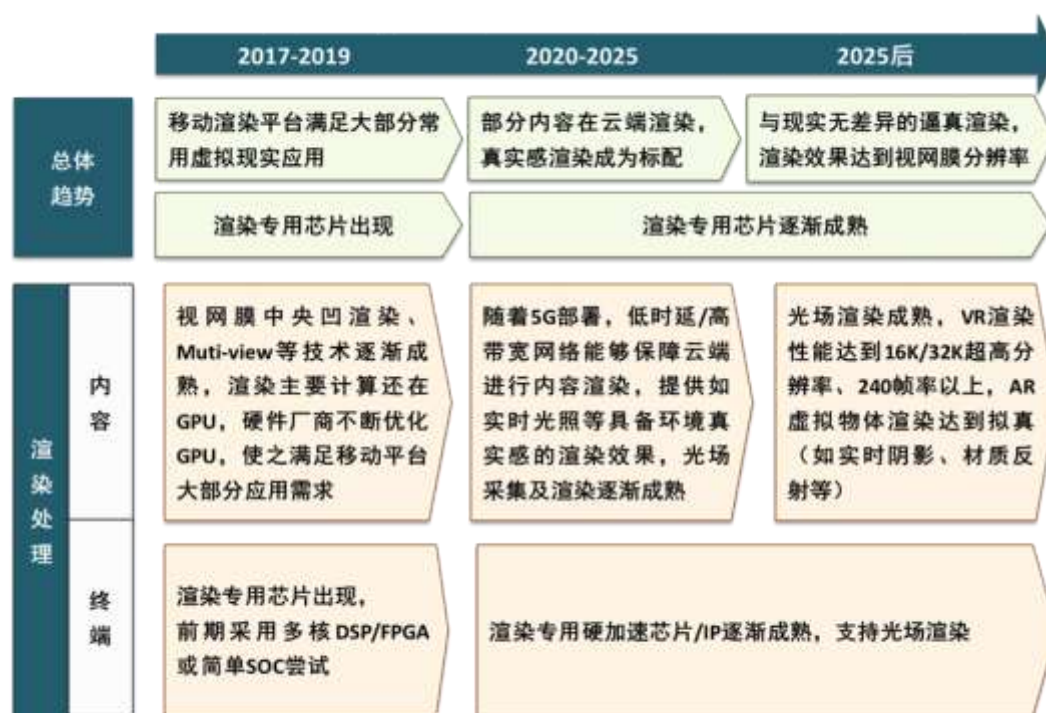 2017-2019
2020-2025
2025后
总体
趋势
移动渲染平台满足大部分常
用虚拟现实应用
部分内容在云端渲染，
真实感渲染成为标配
与现实无差异的逼真渲染，
渲染效果达到视网膜分辨率
渲染专用芯片出现
渲染专用芯片逐渐成熟
渲染处理
内容
视网膜中央凹渲染、
Muti-view等技术逐渐成
熟，渲染主要计算还在
GPU，硬件厂商不断优化
GPU，使之满足移动平台
大部分应用需求
随着5G部署，低时延/高
带宽网络能够保障云端
进行内容渲染，提供如
实时光照等具备环境真
实感的渲染效果，光场
采集及渲染逐渐成熟
光场渲染成熟，VR渲染
性能达到16K/32K超高分
辨率、240帧率以上，AR
虚拟物体渲染达到拟真
（如实时阴影、材质反
射等）
终端
渲染专用芯片出现，
前期采用多核DSP/FPGA
或简单SOC尝试
渲染专用硬加速芯片/IP逐渐成熟，支持光场渲染